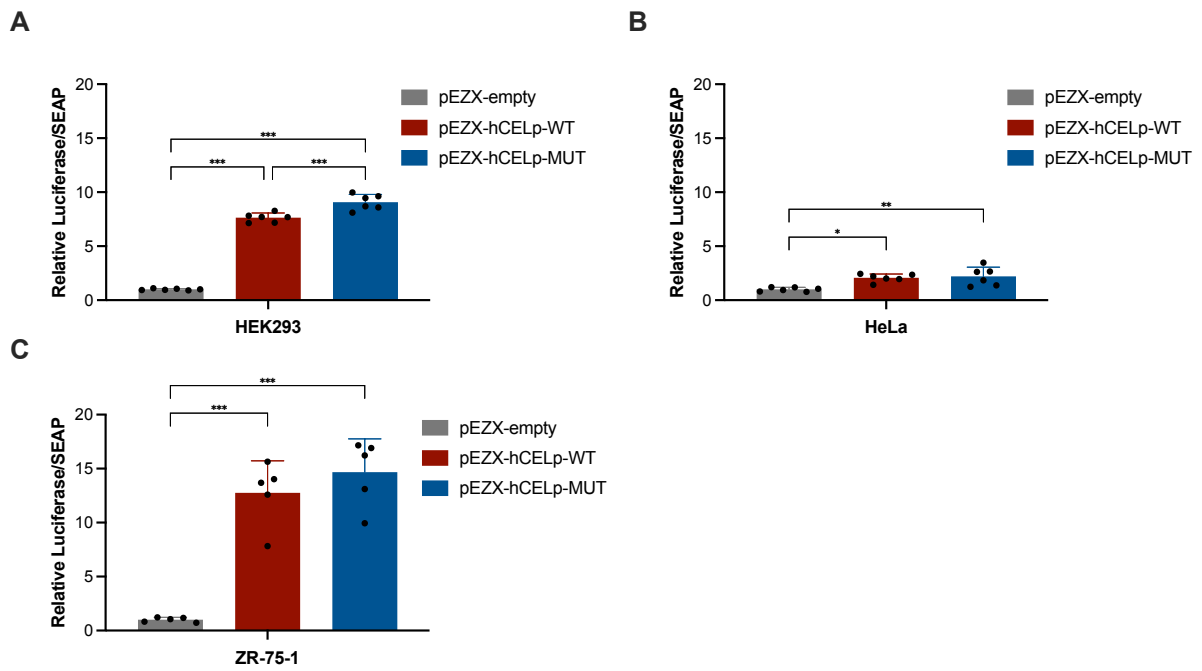 A
Relative Luciferase/SEAP
20
15
10
5
0
***
***
***
HEK293
pEZX-empty
pEZX-hCELp-WT
pEZX-hCELp-MUT
B
Relative Luciferase/SEAP
20
15
10
5
0
**
*
HeLa
pEZX-empty
pEZX-hCELp-WT
pEZX-hCELp-MUT
C
Relative Luciferase/SEAP
20
15
10
5
0
***
***
ZR-75-1
pEZX-empty
pEZX-hCELp-WT
pEZX-hCELp-MUT